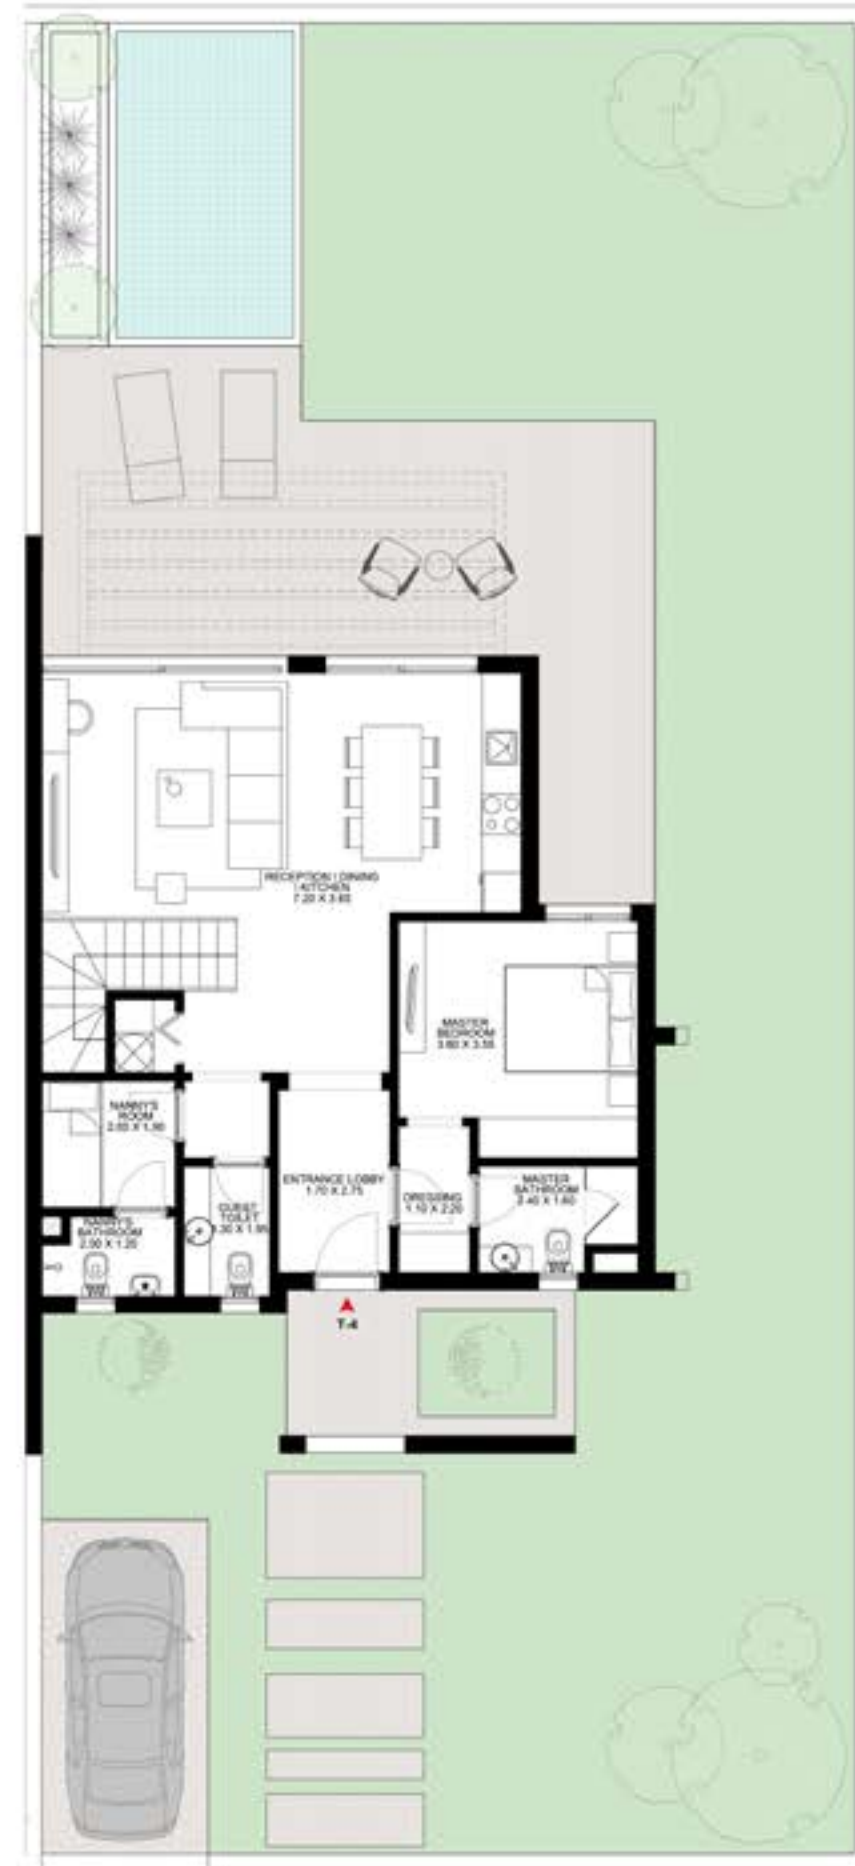 RECEPTION | DINING
| KITCHEN
7.20 X 3.60
MASTER
BEDROOM
3.60 X 3.55
NANNY'S
ROOM
2.00 X 1.90
ENTRANCE LOBBY
1.70 X 2.75
DRESSING
1.10 X 2.20
MASTER
BATHROOM
2.40 X 1.60
GUEST
TOILET
1.30 X 1.95
NANNY'S
BATHROOM
2.00 X 1.20
T-4